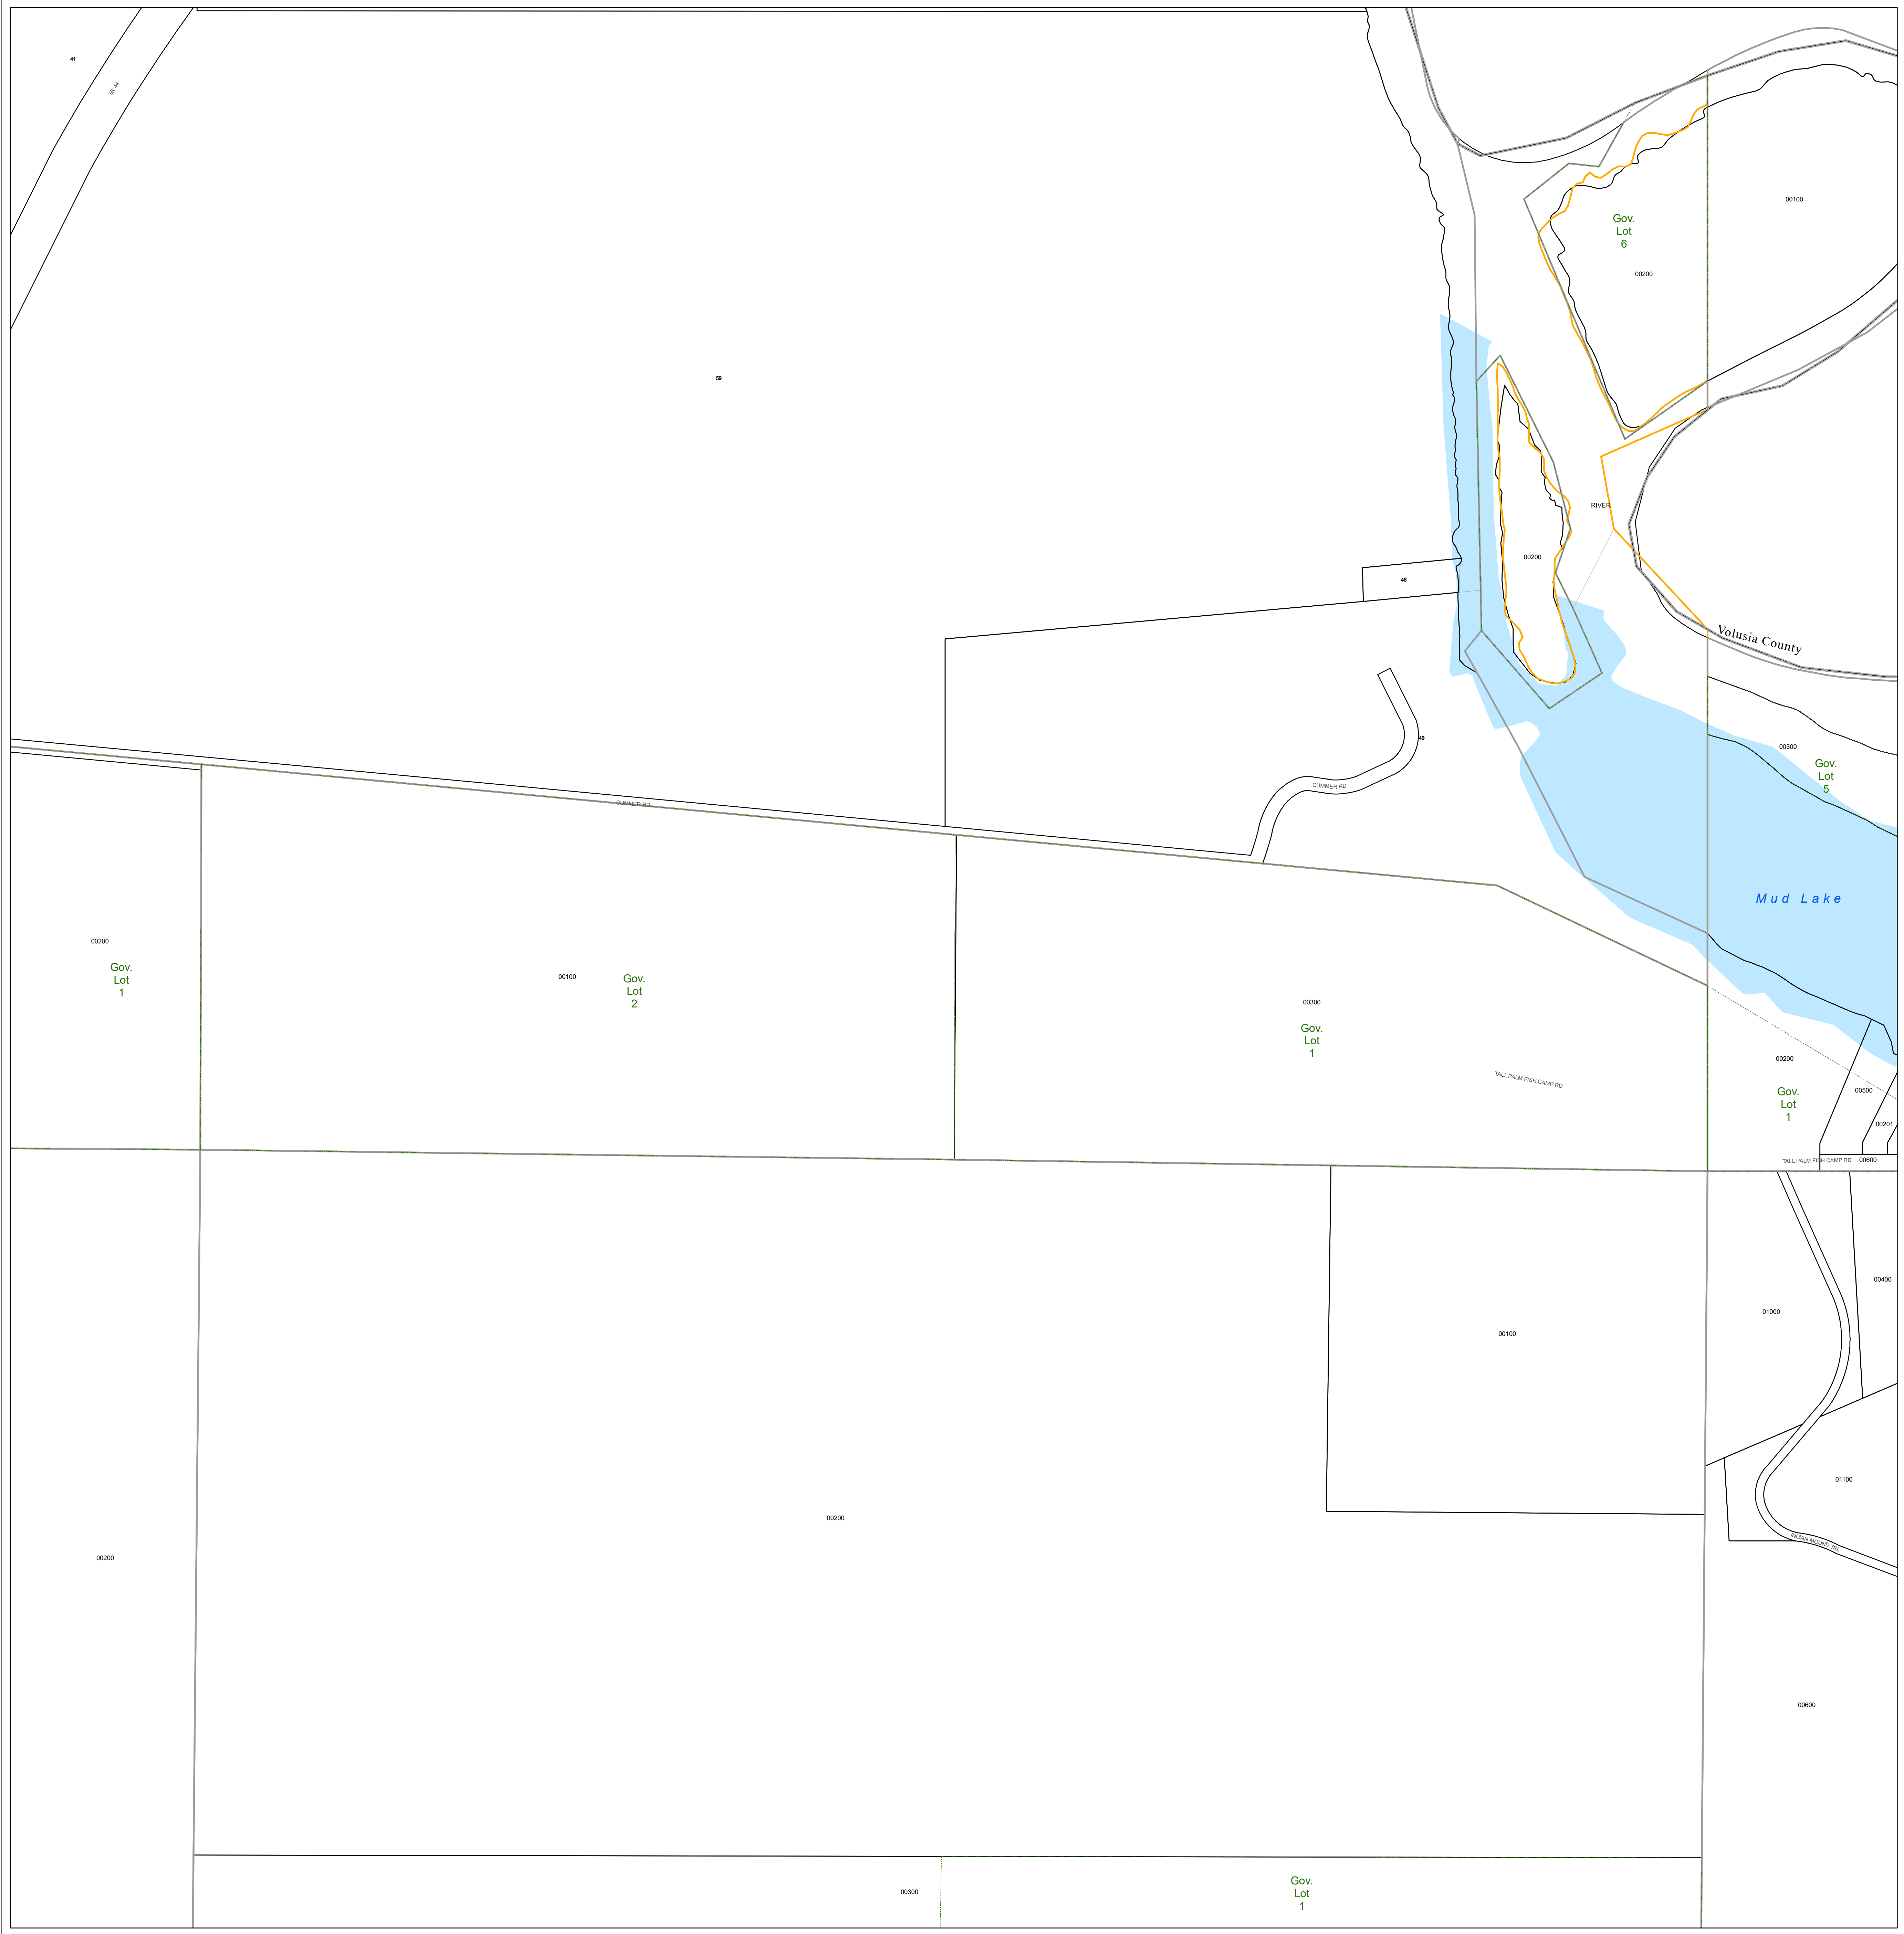 41
SR 44
00100
Gov.
Lot
6
00200
59
RIVER
00200
48
Volusia County
49
00300
Gov.
Lot
5
CUMMER RD
CUMMER RD
Mud Lake
00200
Gov.
Lot
1
00100
Gov.
Lot
2
00300
Gov.
Lot
1
TALL PALM FISH CAMP RD
00200
Gov.
Lot
1
00500
00201
TALL PALM FISH CAMP RD
00600
00400
01000
00100
01100
00200
INDIAN MOUND TRL
00200
00600
00300
Gov.
Lot
1